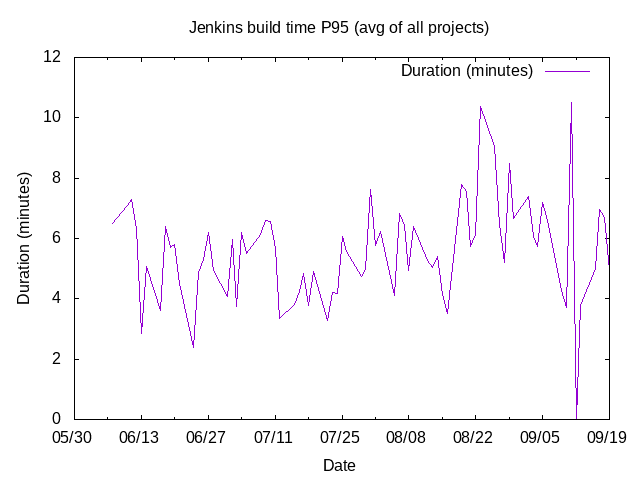 Jenkins build time P95 (avg of all projects)
Duration (minutes)
12
10
8
6
4
2
0
Duration (minutes)
05/30 06/13 06/27 07/11 07/25 08/08 08/22 09/05 09/19
Date